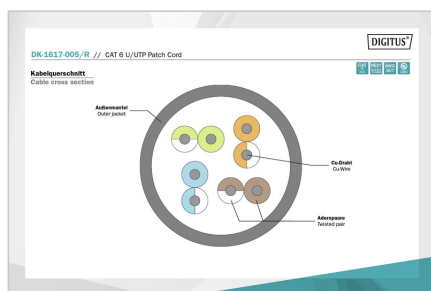 DIGITUS®
DK-1617-005/R // CAT 6 U/UTP Patch Cord
Kabelquerschnitt
Cable cross section
Außenmantel
Outer jacket
Cu-Draht
Cu-Wire
Adernpaare
Twisted pair